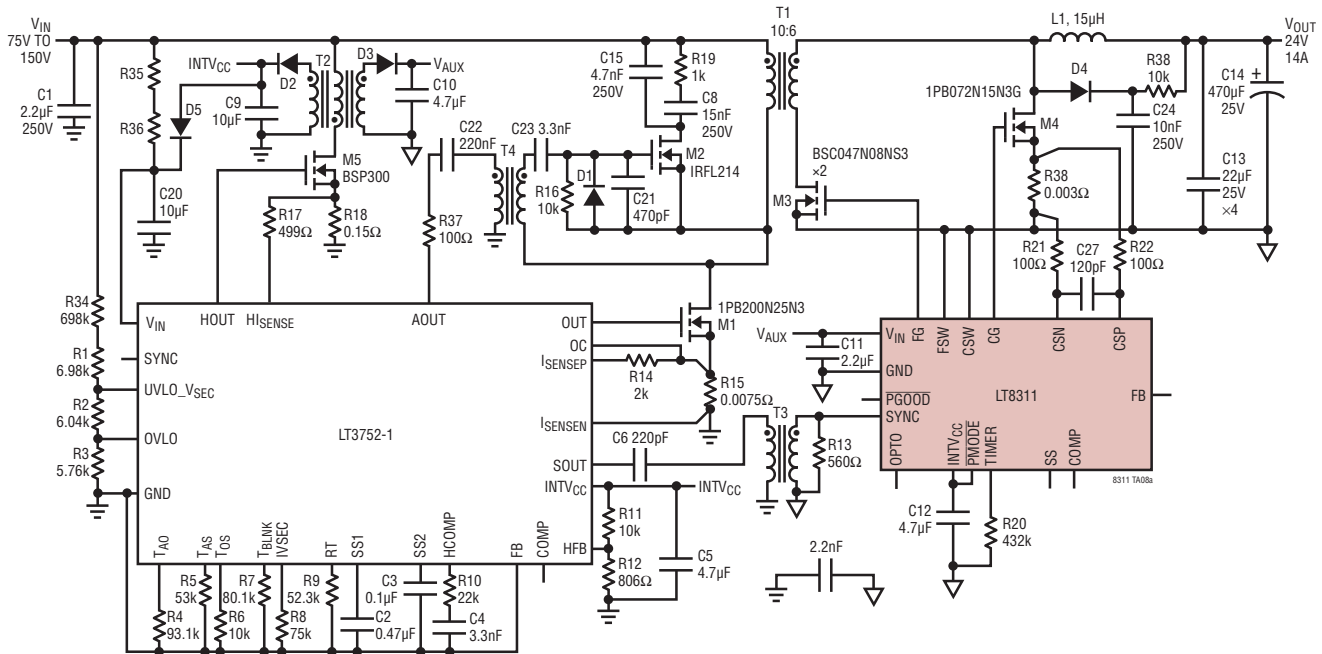 VIN
75V TO
150V
C1
2.2µF
250V
R35
R36
INTVCC
D2
T2
D3
VAUX
D5
C9
10µF
C10
4.7µF
C20
10µF
M5
BSP300
R17
499Ω
R18
0.15Ω
C22
220nF
R37
100Ω
T4
C23 3.3nF
R16
10k
D1
C21
470pF
C15
4.7nF
250V
R19
1k
C8
15nF
250V
M2
IRFL214
T1
10:6
L1, 15µH
VOUT
24V
14A
1PB072N15N3G
D4
R38
10k
C14
470µF
25V
+
M4
C24
10nF
250V
BSC047N08NS3
×2
M3
R38
0.003Ω
C13
22µF
25V
×4
R21
100Ω
C27
120pF
R22
100Ω
R34
698k
R1
6.98k
R2
6.04k
R3
5.76k
VIN
HOUT
HISENSE
AOUT
SYNC
UVLO_VSEC
OVLO
GND
LT3752-1
OUT
OC
ISENSEP
ISENSEN
SOUT
INTVCC
HFB
TAO
TAS
TOS
TBLNK
IVSEC
RT
SS1
SS2
HCOMP
FB
COMP
1PB200N25N3
M1
R14
2k
R15
0.0075Ω
C6 220pF
T3
R13
560Ω
INTVCC
R11
10k
R12
806Ω
C5
4.7µF
R4
93.1k
R5
53k
R6
10k
R7
80.1k
R8
75k
R9
52.3k
C2
0.47µF
C3
0.1µF
R10
22k
C4
3.3nF
2.2nF
VAUX
C11
2.2µF
VIN
FG
FSW
CSW
CG
CSN
CSP
GND
PGOOD
SYNC
LT8311
FB
OPTO
INTVCC
PMODE
TIMER
SS
COMP
8311 TA08a
C12
4.7µF
R20
432k